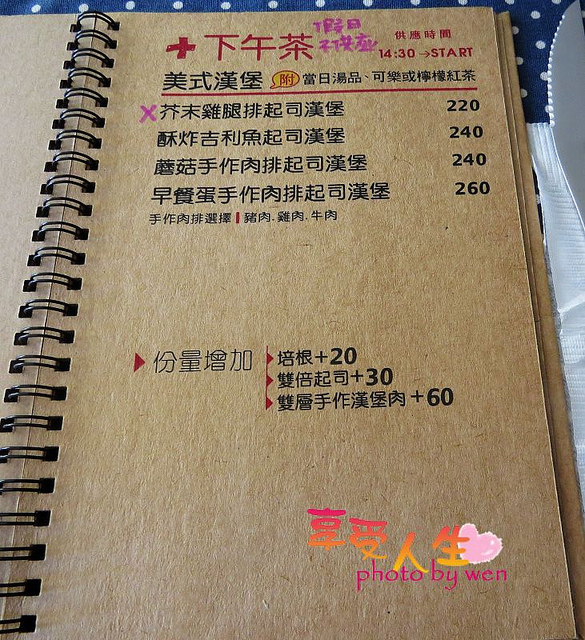 + 下午茶 假日 不供應 供應時間
14:30→START
美式漢堡 附 當日湯品、可樂或檸檬紅茶
X 芥末雞腿排起司漢堡 220
酥炸吉利魚起司漢堡 240
蘑菇手作肉排起司漢堡 240
早餐蛋手作肉排起司漢堡 260
手作肉排選擇 | 豬肉.雞肉.牛肉
份量增加 培根+20
雙倍起司+30
雙層手作漢堡肉+60
享受人生
photo by wen